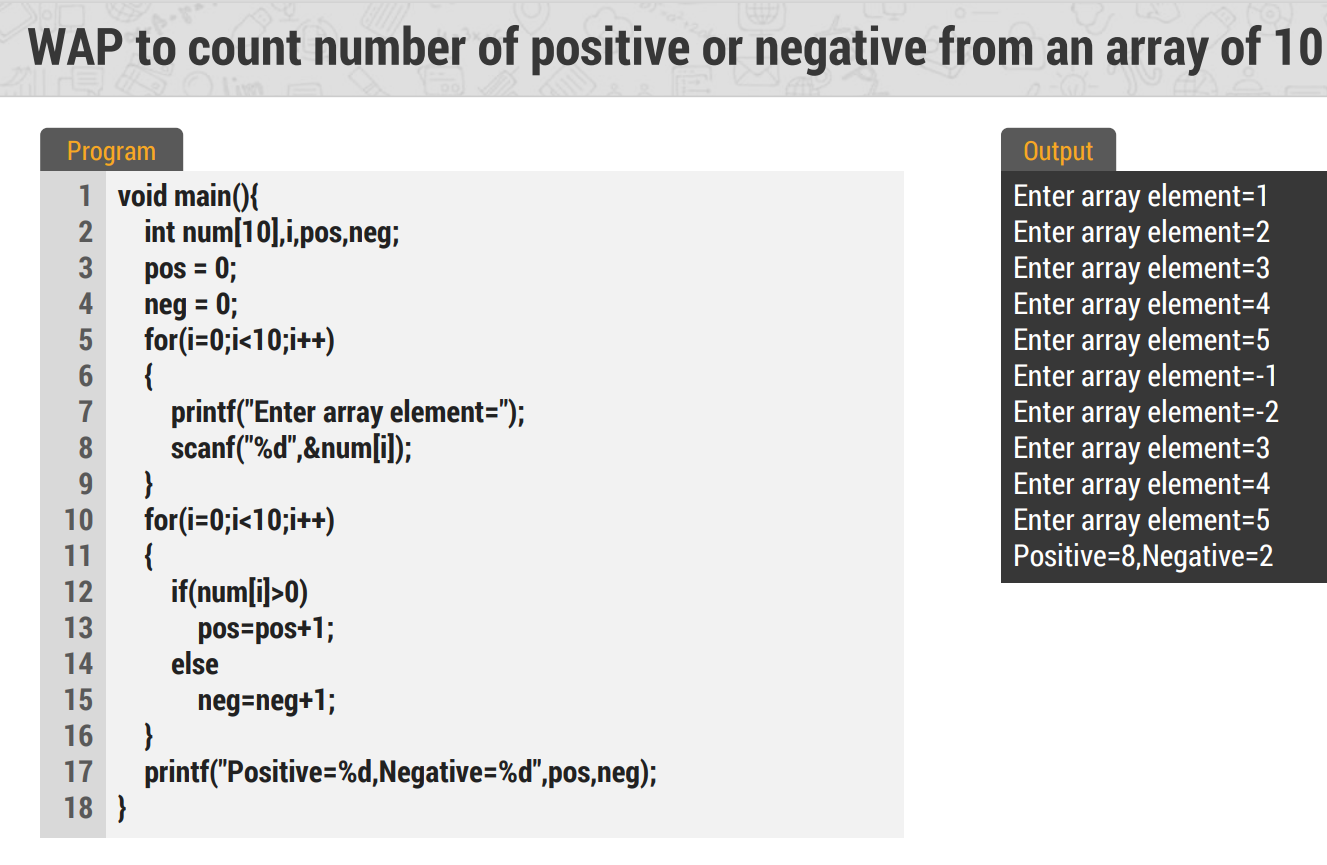 WAP to count number of positive or negative from an array of 10
Program
1 void main(){
2 int num[10],i,pos,neg;
3 pos = 0;
4 neg = 0;
5 for(i=0;i<10;i++)
6 {
7 printf("Enter array element=");
8 scanf("%d",&num[i]);
9 }
10 for(i=0;i<10;i++)
11 {
12 if(num[i]>0)
13 pos=pos+1;
14 else
15 neg=neg+1;
16 }
17 printf("Positive=%d,Negative=%d",pos,neg);
18 }
Output
Enter array element=1
Enter array element=2
Enter array element=3
Enter array element=4
Enter array element=5
Enter array element=-1
Enter array element=-2
Enter array element=3
Enter array element=4
Enter array element=5
Positive=8,Negative=2